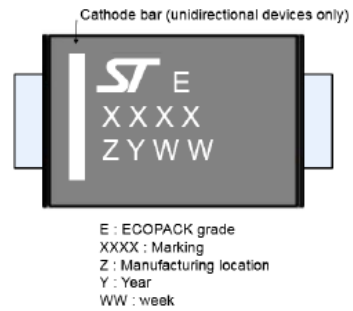 Cathode bar (unidirectional devices only)
ST E
XXXX
ZYWW
E : ECOPACK grade
XXXX : Marking
Z : Manufacturing location
Y : Year
WW : week